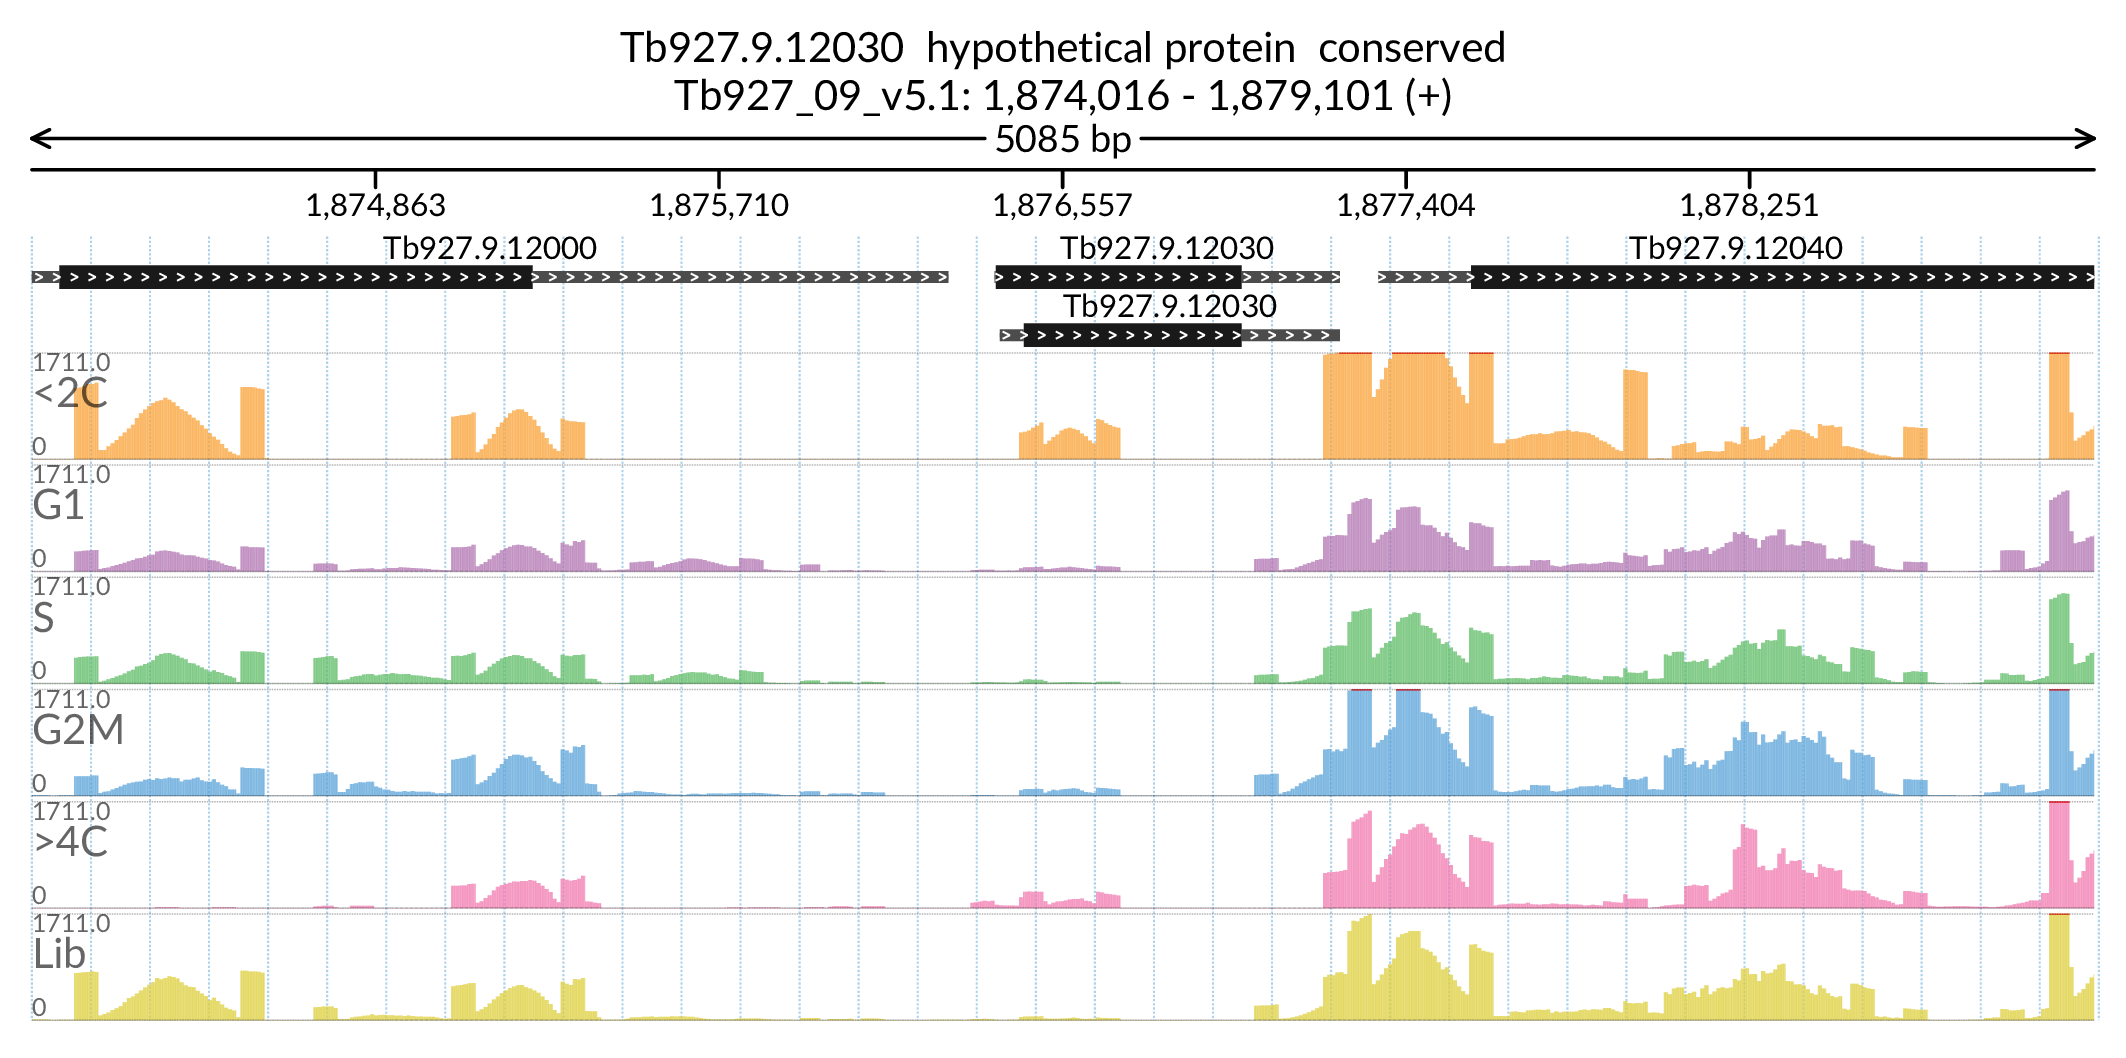 Tb927.9.12030 hypothetical protein conserved
Tb927_09_v5.1: 1,874,016 - 1,879,101 (+)
5085 bp
1,874,863 1,875,710 1,876,557 1,877,404 1,878,251
Tb927.9.12000 Tb927.9.12030 Tb927.9.12040
Tb927.9.12030
1711.0
<2C
0
1711.0
G1
0
1711.0
S
0
1711.0
G2M
0
1711.0
>4C
0
1711.0
Lib
0